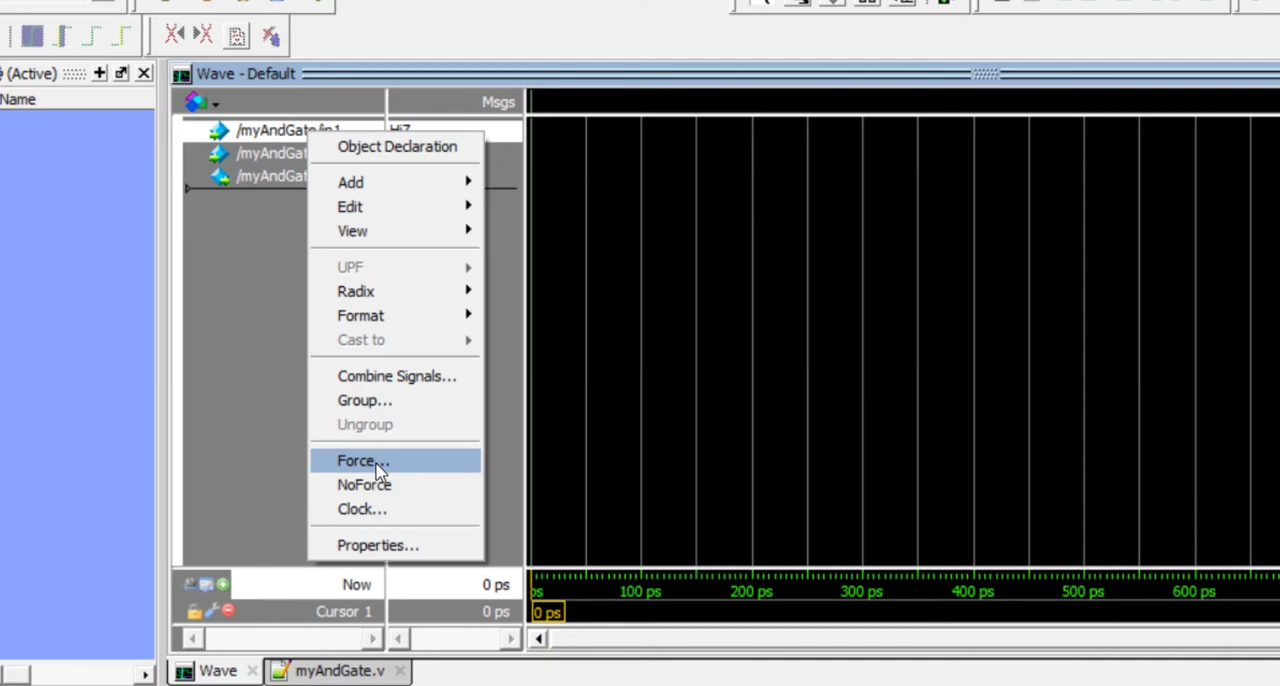 (Active)
Name
Wave - Default
Msgs
/myAndGate/in1 HiZ
/myAndGat
/myAndGat
Object Declaration
Add
Edit
View
UPF
Radix
Format
Cast to
Combine Signals...
Group...
Ungroup
Force...
NoForce
Clock...
Properties...
Now 0 ps
ps 100 ps 200 ps 300 ps 400 ps 500 ps 600 ps
Cursor 1 0 ps
0 ps
Wave myAndGate.v